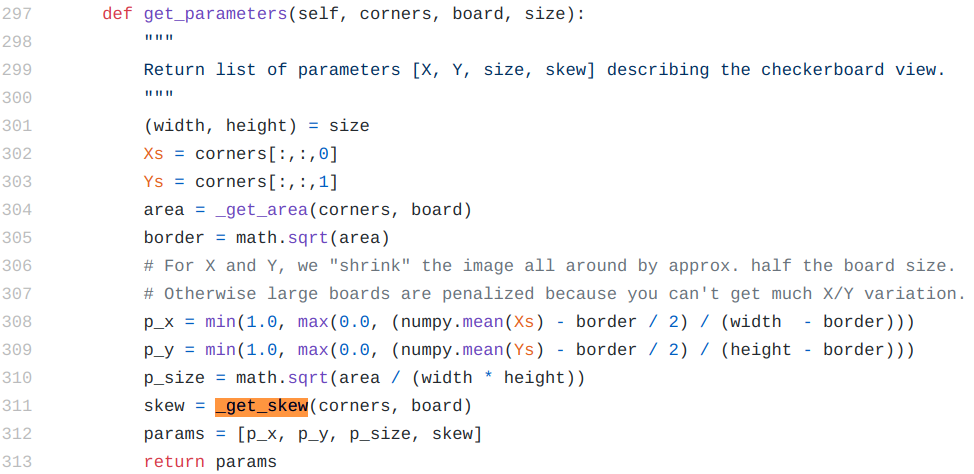 297 def get_parameters(self, corners, board, size):
298 """
299 Return list of parameters [X, Y, size, skew] describing the checkerboard view.
300 """
301 (width, height) = size
302 Xs = corners[:,:,0]
303 Ys = corners[:,:,1]
304 area = _get_area(corners, board)
305 border = math.sqrt(area)
306 # For X and Y, we "shrink" the image all around by approx. half the board size.
307 # Otherwise large boards are penalized because you can't get much X/Y variation.
308 p_x = min(1.0, max(0.0, (numpy.mean(Xs) - border / 2) / (width  - border)))
309 p_y = min(1.0, max(0.0, (numpy.mean(Ys) - border / 2) / (height - border)))
310 p_size = math.sqrt(area / (width * height))
311 skew = _get_skew(corners, board)
312 params = [p_x, p_y, p_size, skew]
313 return params